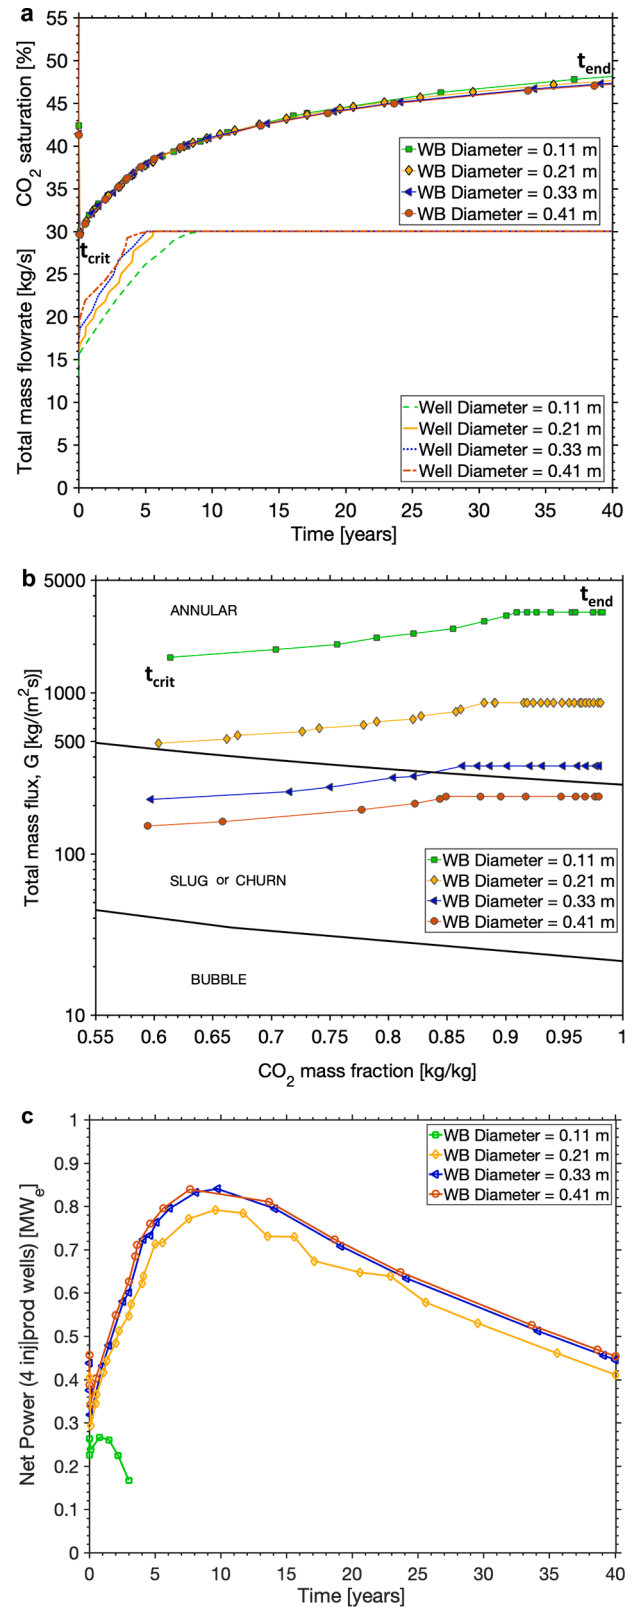 a
CO2 saturation [%]
Total mass flowrate [kg/s]
55
50
45
40
35
30
25
20
15
10
5
0
tend
WB Diameter = 0.11 m
WB Diameter = 0.21 m
WB Diameter = 0.33 m
WB Diameter = 0.41 m
tcrit
Well Diameter = 0.11 m
Well Diameter = 0.21 m
Well Diameter = 0.33 m
Well Diameter = 0.41 m
0 5 10 15 20 25 30 35 40
Time [years]
b
Total mass flux, G [kg/(m2s)]
5000
1000
500
100
10
ANNULAR
tend
tcrit
SLUG or CHURN
WB Diameter = 0.11 m
WB Diameter = 0.21 m
WB Diameter = 0.33 m
WB Diameter = 0.41 m
BUBBLE
0.55 0.6 0.65 0.7 0.75 0.8 0.85 0.9 0.95 1
CO2 mass fraction [kg/kg]
c
Net Power (4 inj|prod wells) [MWe]
1
0.9
0.8
0.7
0.6
0.5
0.4
0.3
0.2
0.1
0
WB Diameter = 0.11 m
WB Diameter = 0.21 m
WB Diameter = 0.33 m
WB Diameter = 0.41 m
0 5 10 15 20 25 30 35 40
Time [years]